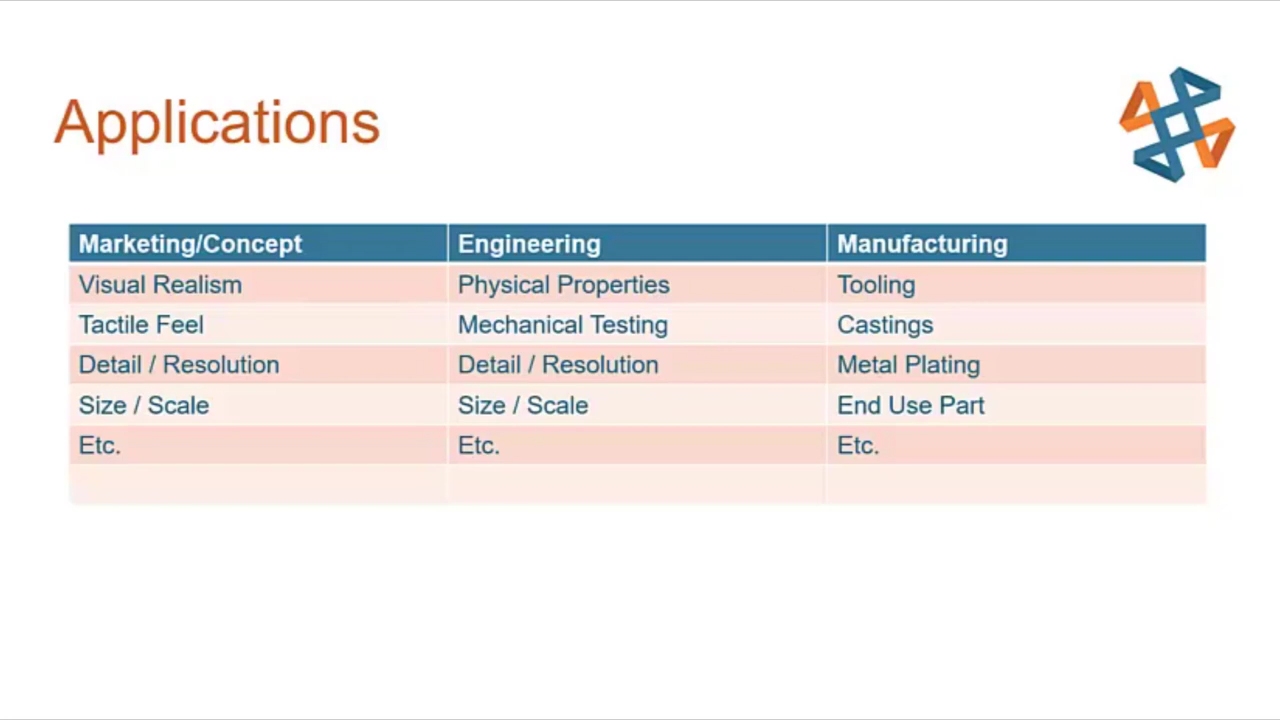 Applications
Marketing/Concept Engineering Manufacturing
Visual Realism Physical Properties Tooling
Tactile Feel Mechanical Testing Castings
Detail / Resolution Detail / Resolution Metal Plating
Size / Scale Size / Scale End Use Part
Etc. Etc. Etc.